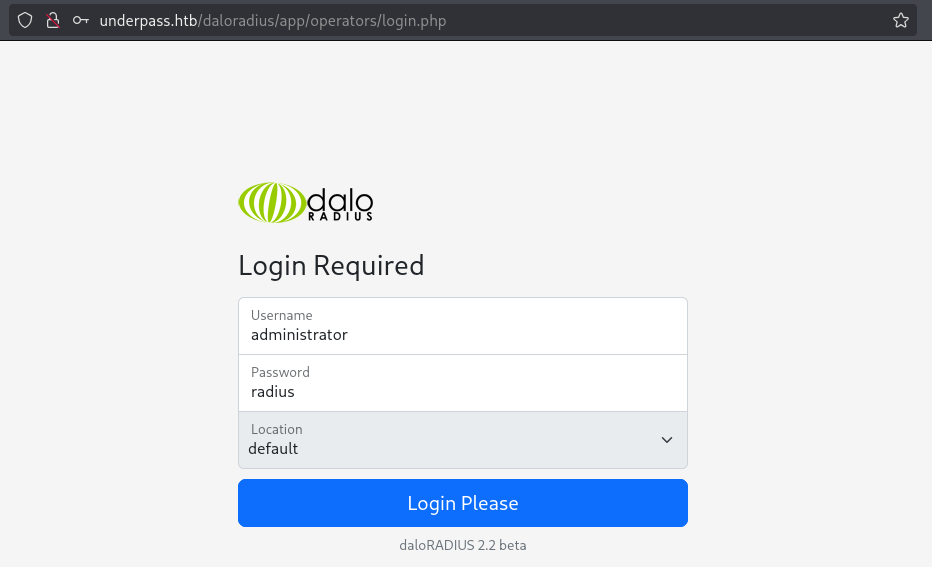 underpass.htb/daloradius/app/operators/login.php
dalo
RADIUS
Login Required
Username
administrator
Password
radius
Location
default
Login Please
daloRADIUS 2.2 beta